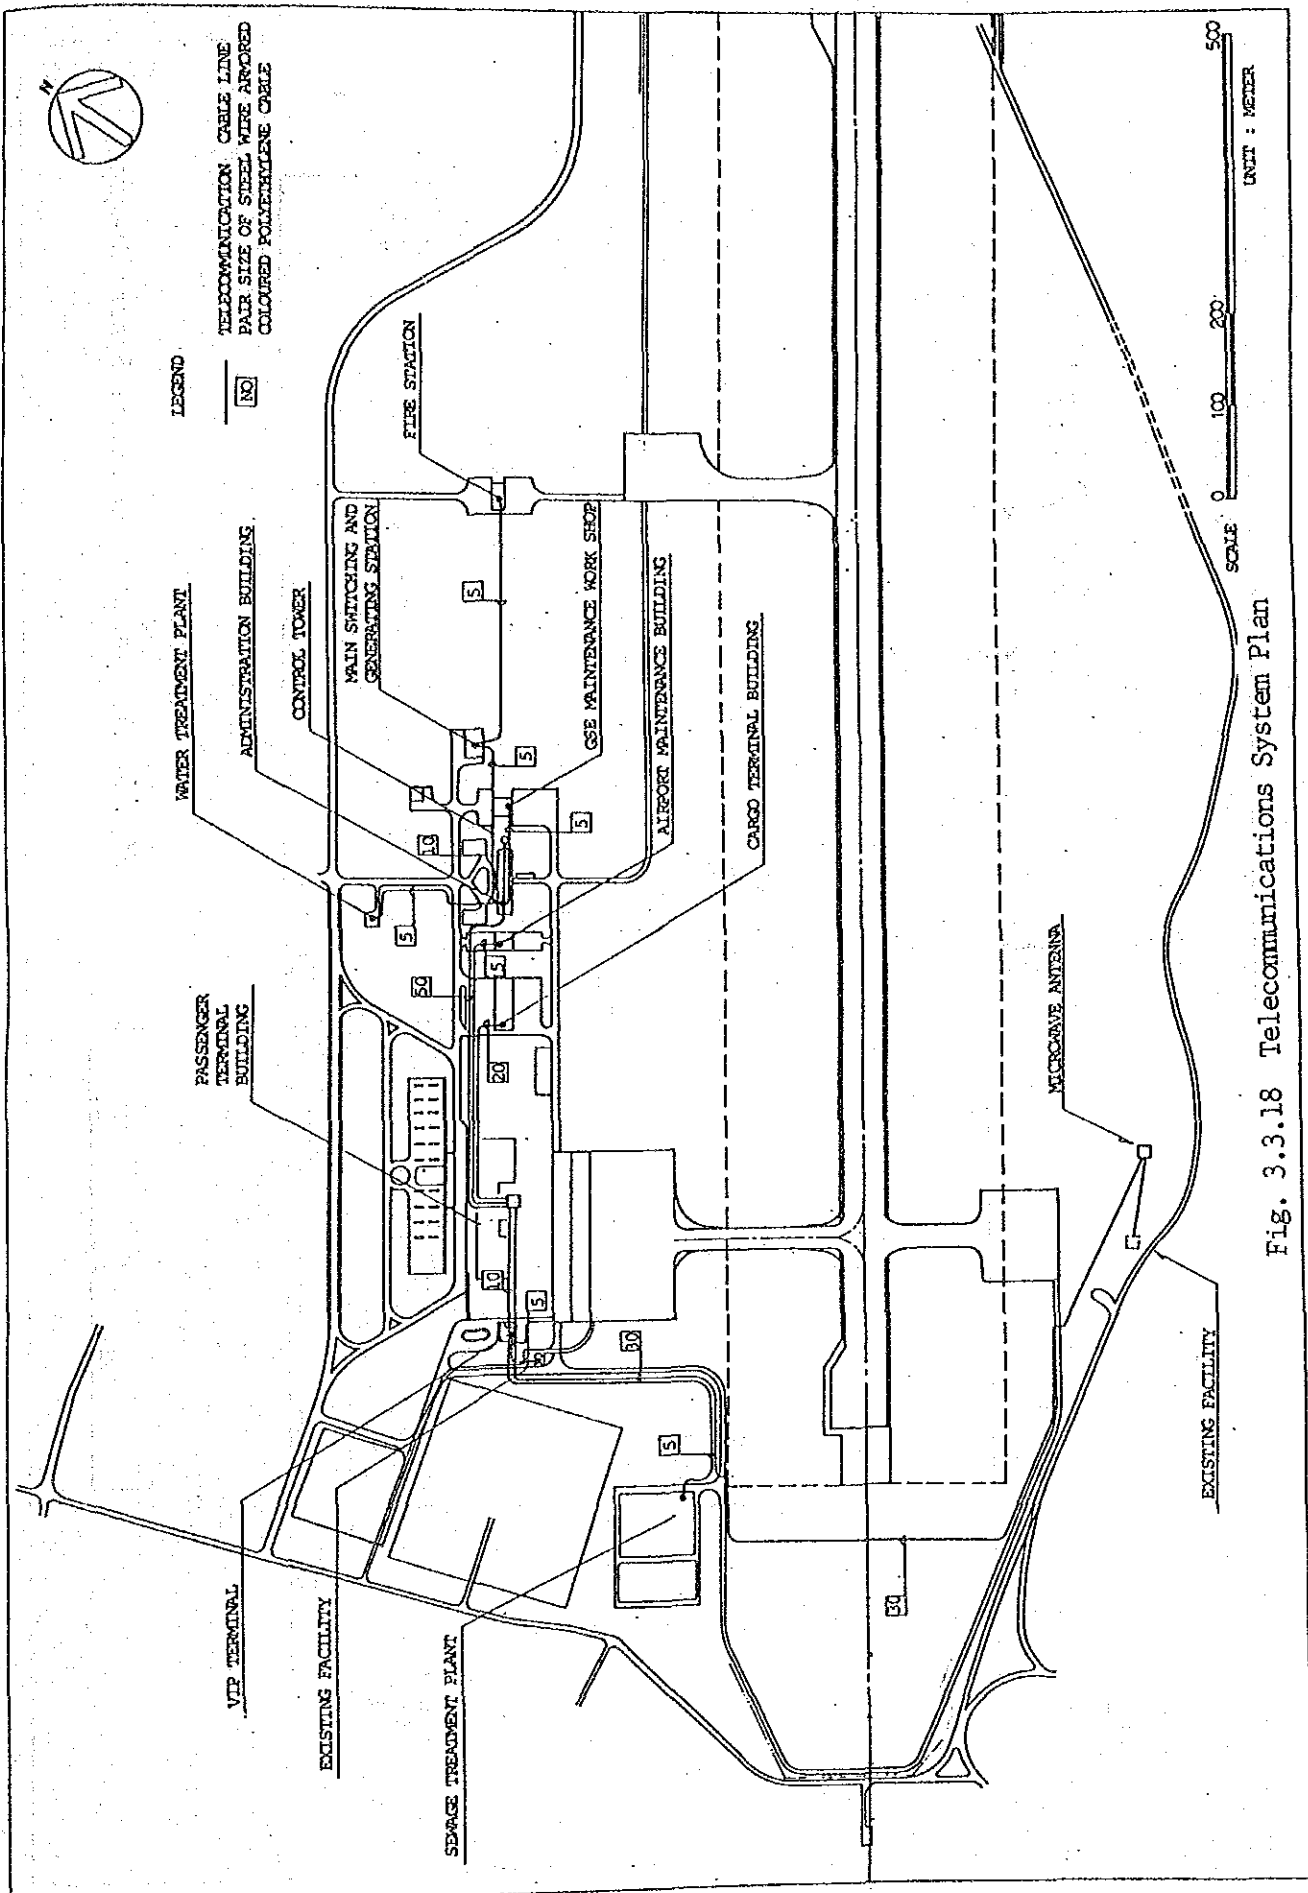 N
LEGEND
TELECOMMUNICATION CABLE LINE
NO
PAIR SIZE OF STEEL WIRE ARMORED
COLOURED POLYETHYLENE CABLE
WATER TREATMENT PLANT
ADMINISTRATION BUILDING
CONTROL TOWER
MAIN SWITCHING AND
GENERATING STATION
FIRE STATION
PASSENGER
TERMINAL
BUILDING
GSE MAINTENANCE WORK SHOP
AIRPORT MAINTENANCE BUILDING
CARGO TERMINAL BUILDING
VIP TERMINAL
EXISTING FACILITY
SEWAGE TREATMENT PLANT
MICROWAVE ANTENNA
EXISTING FACILITY
5
5
5
10
5
50
5
20
10
5
30
5
30
SCALE
0
100
200
500
UNIT : METER
Fig. 3.3.18 Telecommunications System Plan